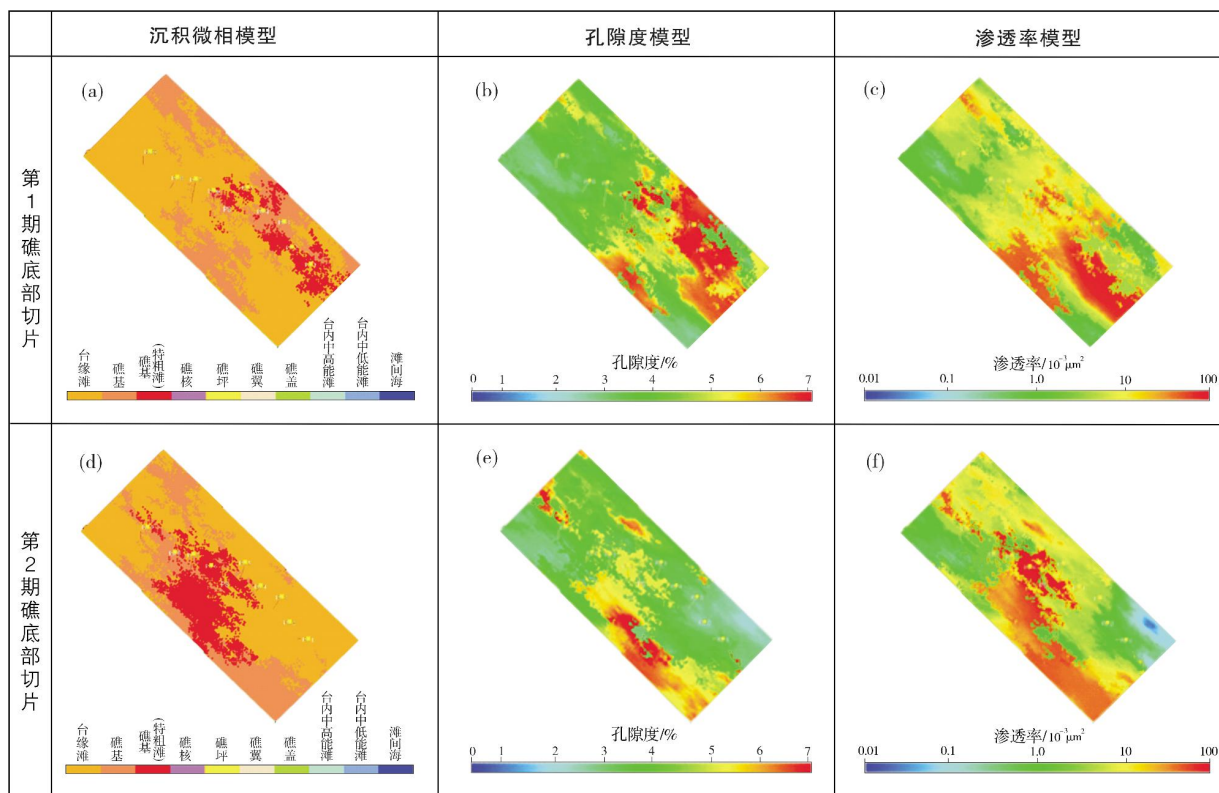 沉积微相模型
孔隙度模型
渗透率模型
第1期礁底部切片
(a)
台缘滩
礁基
礁基(特粗滩)
礁核
礁坪
礁翼
礁盖
台内中高能滩
台内中低能滩
滩间海
(b)
孔隙度/%
0 1 2 3 4 5 6 7
(c)
渗透率/10⁻³μm²
0.01 0.1 1.0 10 100
第2期礁底部切片
(d)
台缘滩
礁基
礁基(特粗滩)
礁核
礁坪
礁翼
礁盖
台内中高能滩
台内中低能滩
滩间海
(e)
孔隙度/%
0 1 2 3 4 5 6 7
(f)
渗透率/10⁻³μm²
0.01 0.1 1.0 10 100